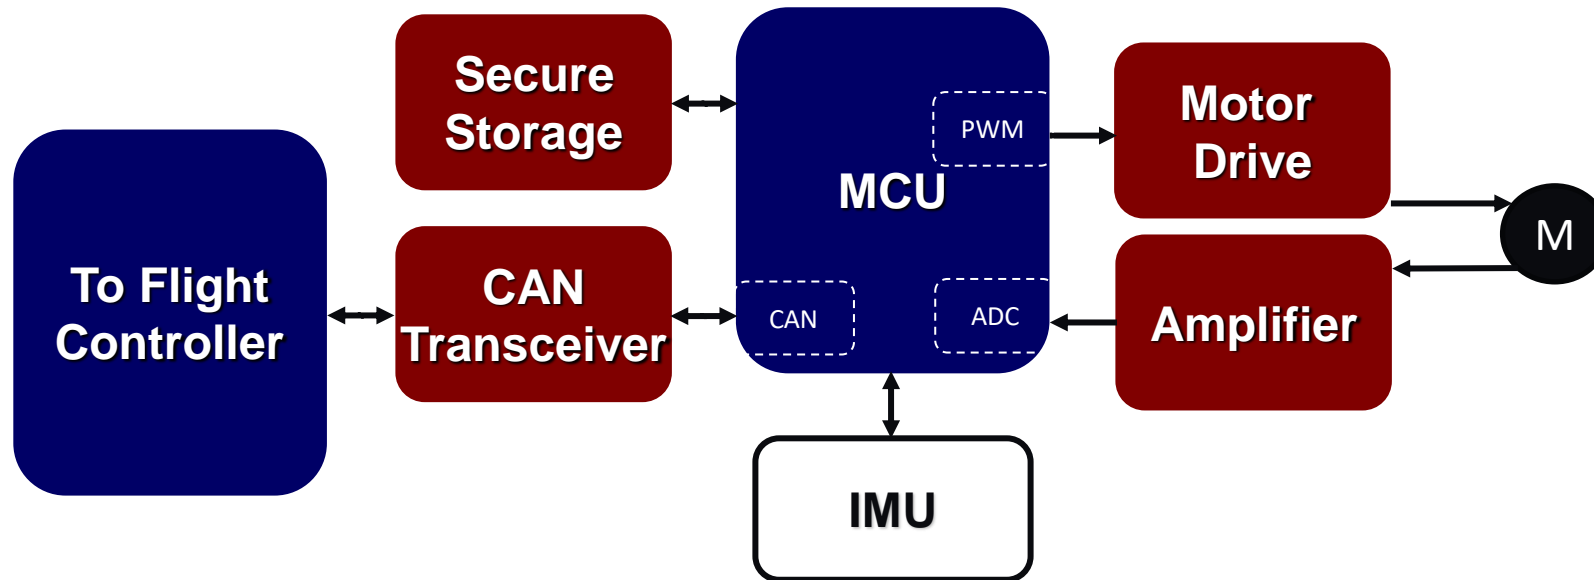 Secure
Storage
To Flight
Controller
CAN
Transceiver
MCU
PWM
CAN
ADC
Motor
Drive
M
Amplifier
IMU